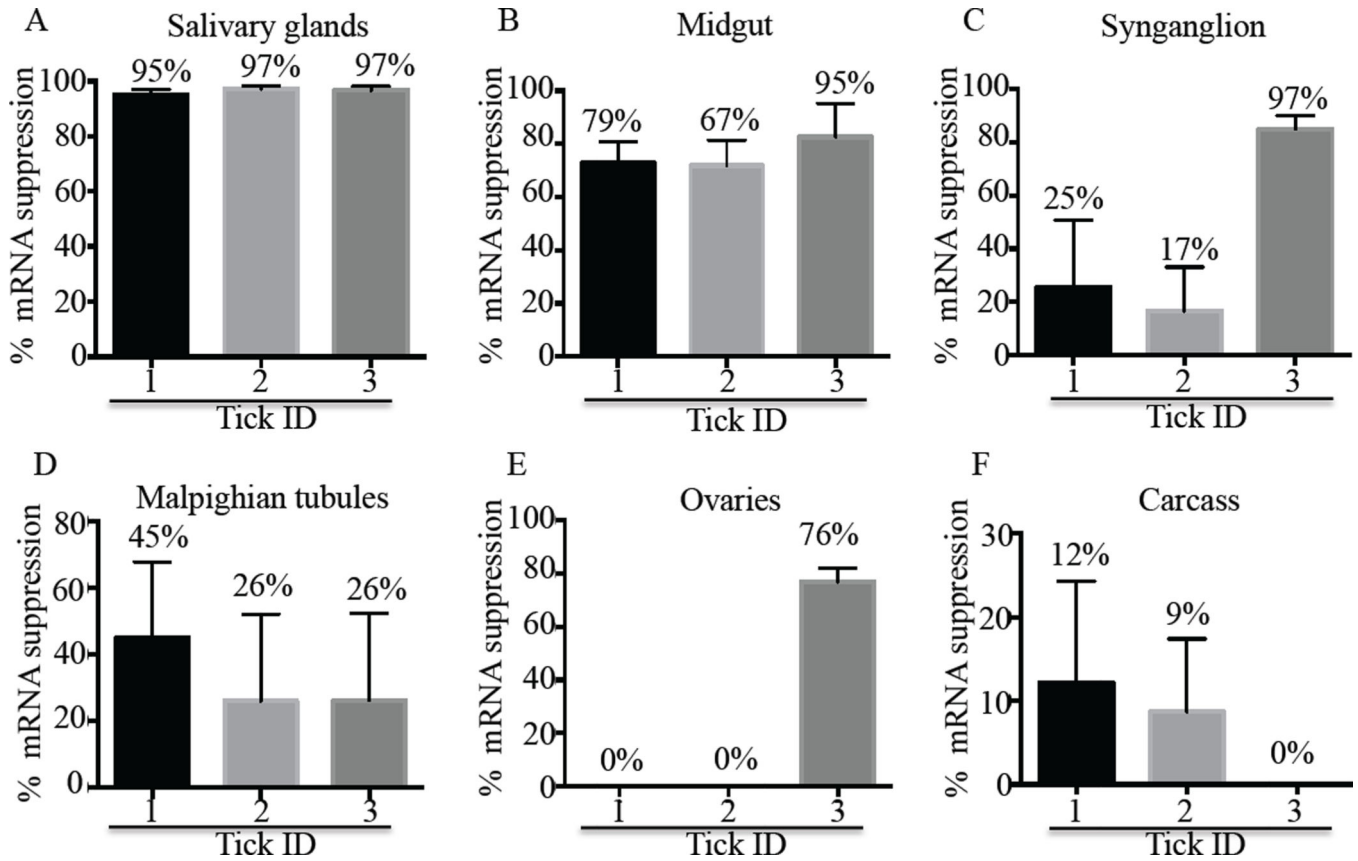 A
Salivary glands
% mRNA suppression
100
80
60
40
20
0
95%
97%
97%
1
2
3
Tick ID
B
Midgut
% mRNA suppression
100
80
60
40
20
0
79%
67%
95%
1
2
3
Tick ID
C
Synganglion
% mRNA suppression
100
80
60
40
20
0
25%
17%
97%
1
2
3
Tick ID
D
Malpighian tubules
% mRNA suppression
80
60
40
20
0
45%
26%
26%
1
2
3
Tick ID
E
Ovaries
% mRNA suppression
100
80
60
40
20
0
0%
0%
76%
1
2
3
Tick ID
F
Carcass
% mRNA suppression
30
20
10
0
12%
9%
0%
1
2
3
Tick ID